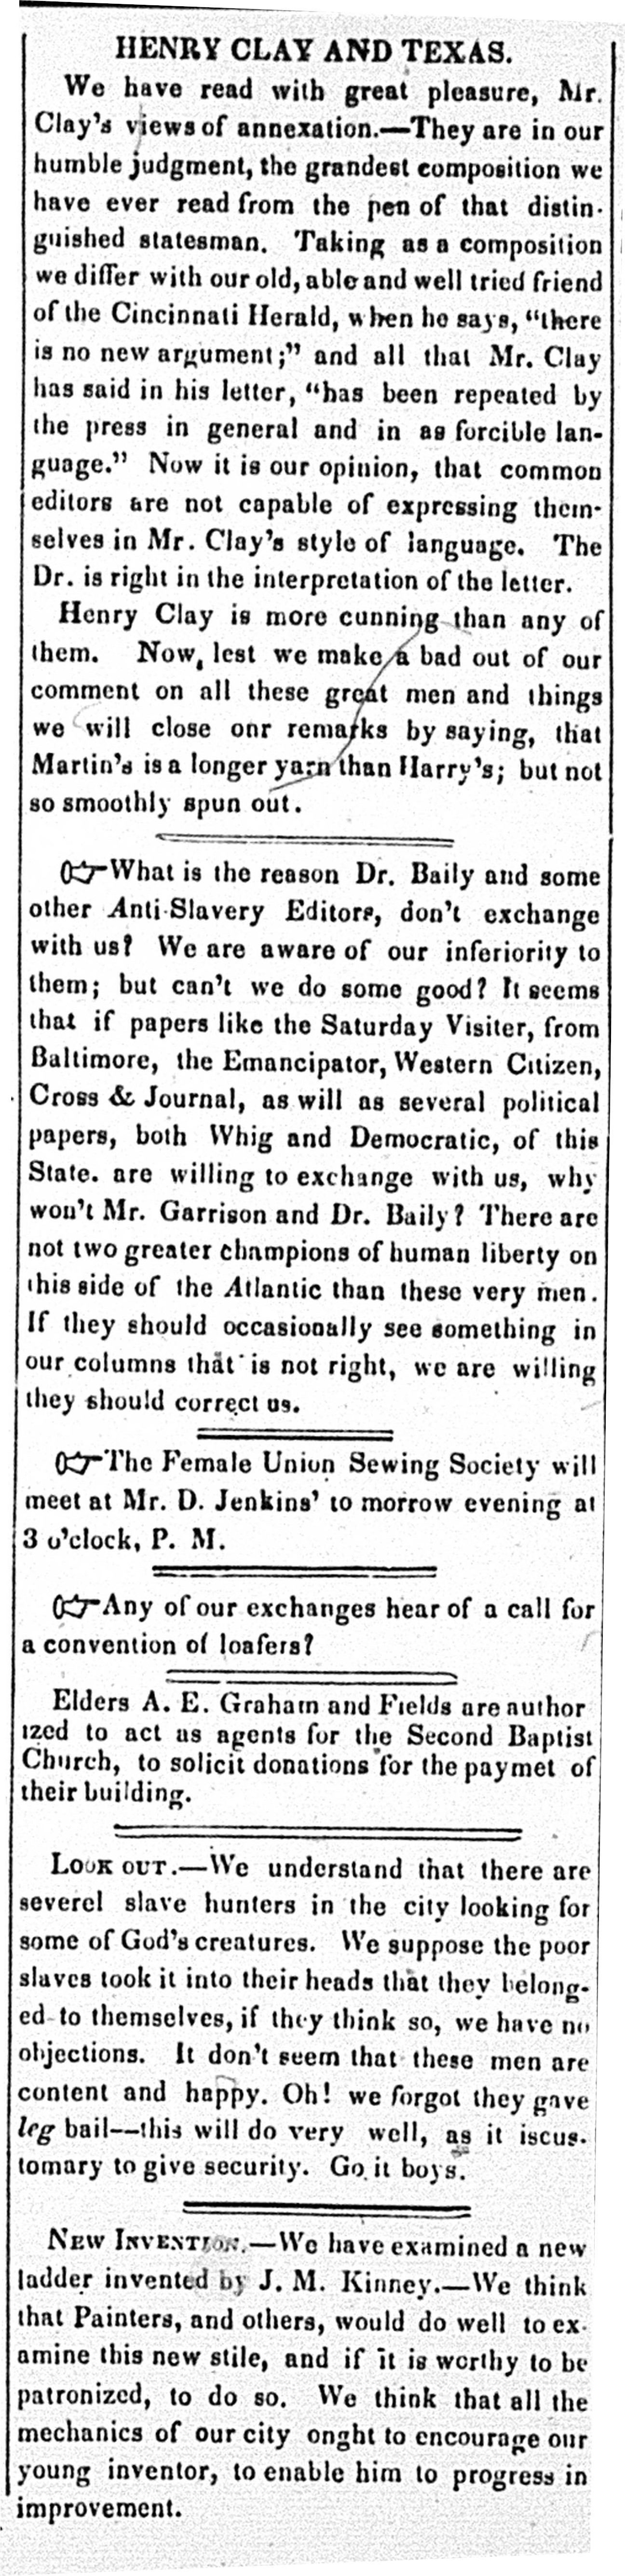 HENRY CLAY AND TEXAS.
We have read with great pleasure, Mr.
Clay's views of annexation.—They are in our
humble judgment, the grandest composition we
have ever read from the pen of that distin-
guished statesman. Taking as a composition
we differ with our old, able and well tried friend
of the Cincinnati Herald, when he says, "there
is no new argument;" and all that Mr. Clay
has said in his letter, "has been repeated by
the press in general and in as forcible lan-
guage." Now it is our opinion, that common
editors are not capable of expressing them-
selves in Mr. Clay's style of language. The
Dr. is right in the interpretation of the letter.
Henry Clay is more cunning than any of
them. Now, lest we make a bad out of our
comment on all these great men and things
we will close onr remarks by saying, that
Martin's is a longer yarn than Harry's; but not
so smoothly spun out.
☞What is the reason Dr. Baily and some
other Anti-Slavery Editors, don't exchange
with us? We are aware of our inferiority to
them; but can't we do some good? It seems
that if papers like the Saturday Visiter, from
Baltimore, the Emancipator, Western Citizen,
Cross & Journal, as will as several political
papers, both Whig and Democratic, of this
State. are willing to exchange with us, why
won't Mr. Garrison and Dr. Baily? There are
not two greater champions of human liberty on
this side of the Atlantic than these very men.
If they should occasionally see something in
our columns that is not right, we are willing
they should correct us.
☞The Female Union Sewing Society will
meet at Mr. D. Jenkins' to morrow evening at
3 o'clock, P. M.
☞Any of our exchanges hear of a call for
a convention of loafers?
Elders A. E. Graham and Fields are author
ized to act as agents for the Second Baptist
Church, to solicit donations for the paymet of
their building.
LOOK OUT.—We understand that there are
severel slave hunters in the city looking for
some of God's creatures. We suppose the poor
slaves took it into their heads that they belong-
ed to themselves, if they think so, we have no
objections. It don't seem that these men are
content and happy. Oh! we forgot they gave
leg bail—this will do very well, as it iscus-
tomary to give security. Go it boys.
NEW INVENTION.—We have examined a new
ladder invented by J. M. Kinney.—We think
that Painters, and others, would do well to ex-
amine this new stile, and if it is worthy to be
patronized, to do so. We think that all the
mechanics of our city onght to encourage our
young inventor, to enable him to progress in
improvement.